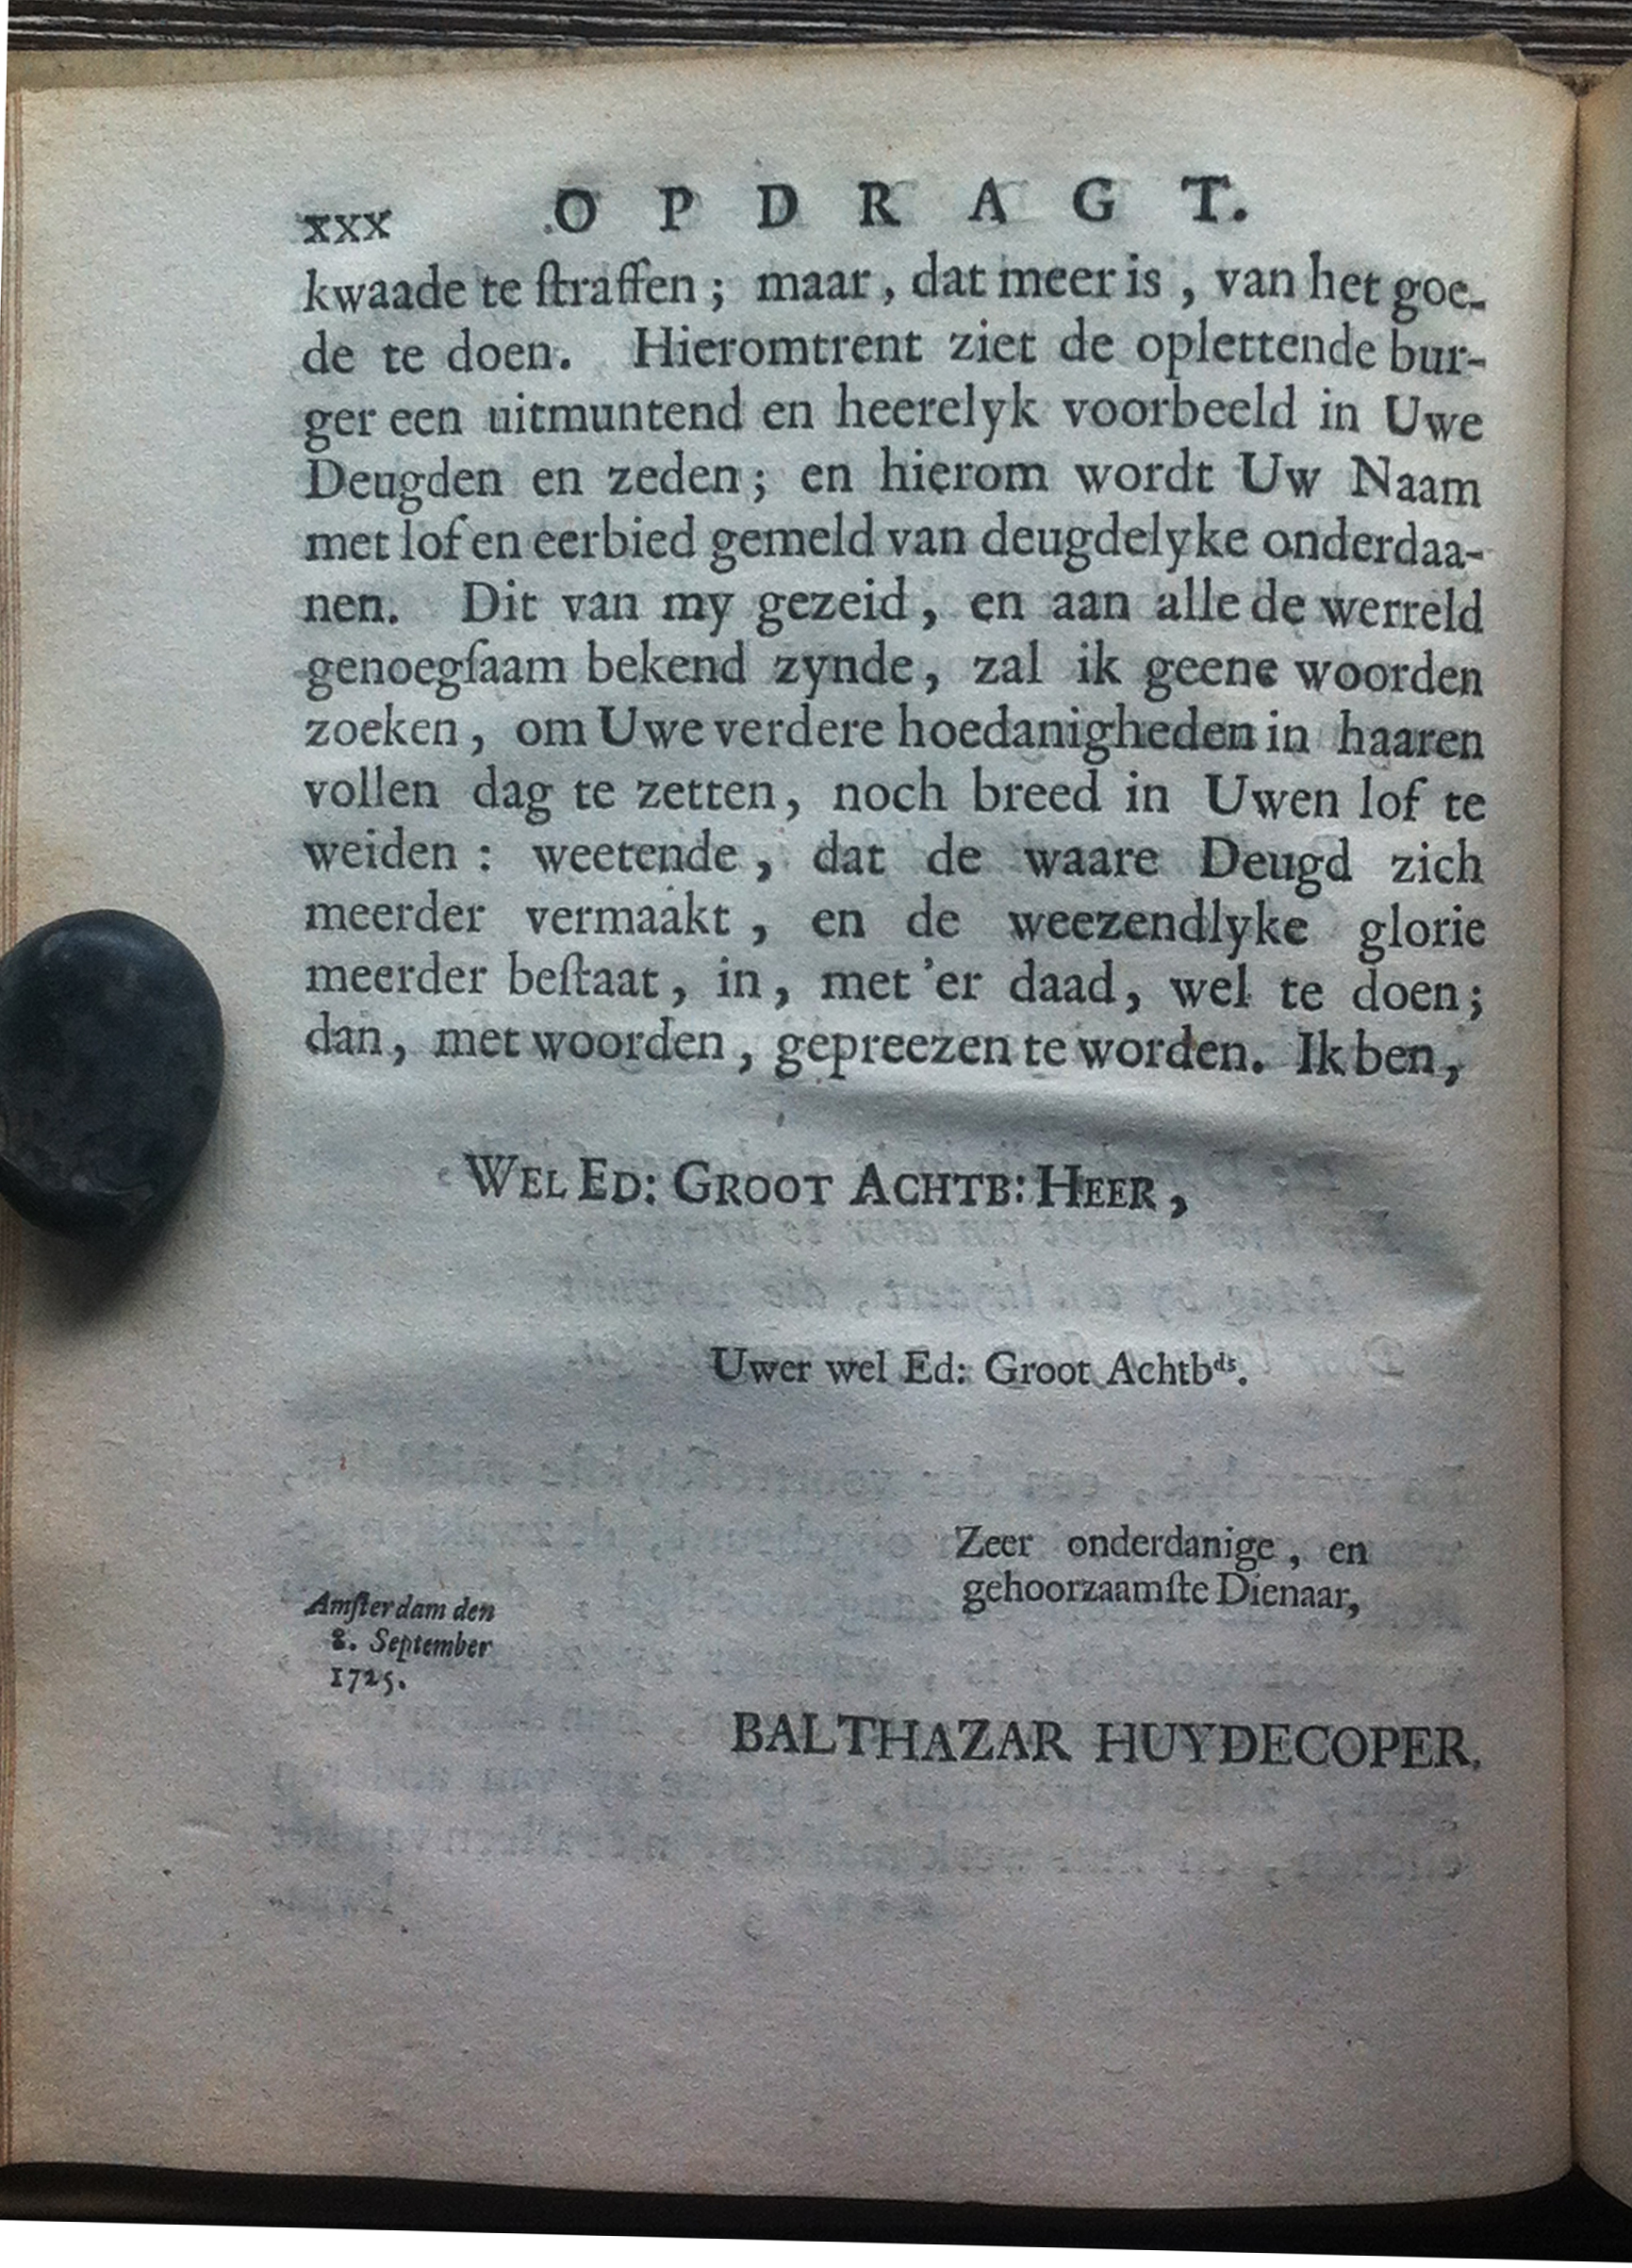 xxx O P D R A G T.
kwaade te ſtraffen; maar, dat meer is, van het goe-
de te doen. Hieromtrent ziet de oplettende bur-
ger een uitmuntend en heerelyk voorbeeld in Uwe
Deugden en zeden; en hierom wordt Uw Naam
met lof en eerbied gemeld van deugdelyke onderdaa-
nen. Dit van my gezeid, en aan alle de werreld
genoegſaam bekend zynde, zal ik geene woorden
zoeken, om Uwe verdere hoedanigheden in haaren
vollen dag te zetten, noch breed in Uwen lof te
weiden: weetende, dat de waare Deugd zich
meerder vermaakt, en de weezendlyke glorie
meerder beſtaat, in, met 'er daad, wel te doen;
dan, met woorden, gepreezen te worden. Ik ben,
WEL ED: GROOT ACHTB: HEER,
Uwer wel Ed: Groot Achtbᵈˢ.
Zeer onderdanige, en
gehoorzaamſte Dienaar,
Amſterdam den
8. September
1725.
BALTHAZAR HUYDECOPER.